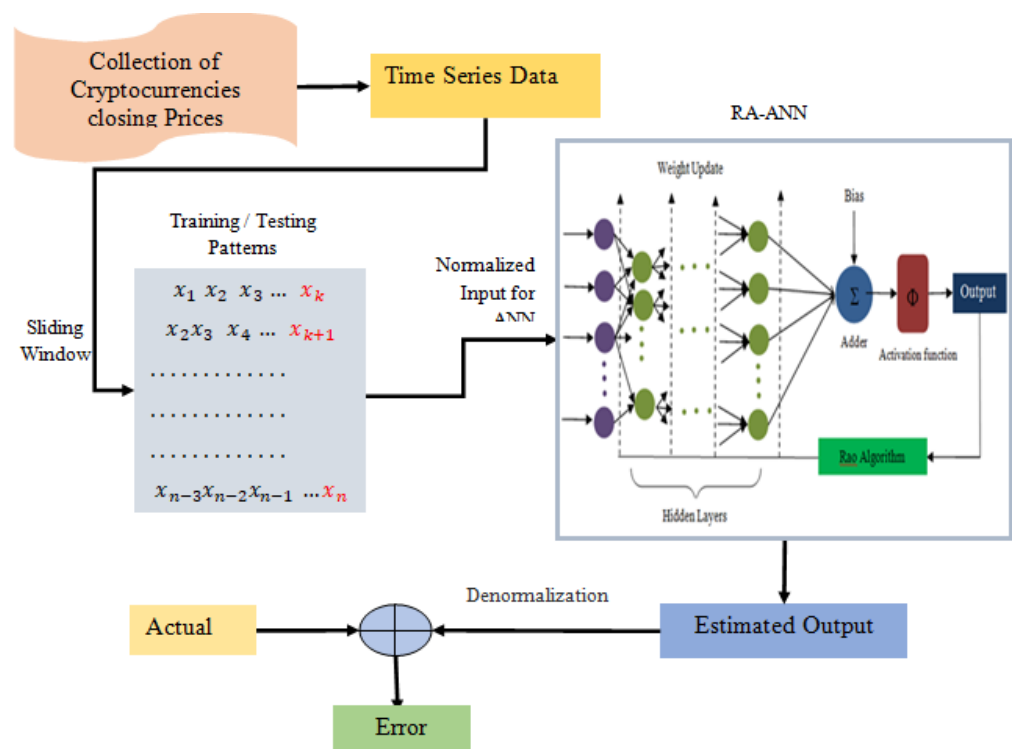 Collection of
Cryptocurrencies
closing Prices
Time Series Data
RA-ANN
Training / Testing
Patterns
Sliding
Window
x₁ x₂ x₃ ... xₖ
x₂x₃ x₄ ... xₖ₊₁
. . . . . . . . . . . . .
. . . . . . . . . . . . .
. . . . . . . . . . . . .
xₙ₋₃xₙ₋₂xₙ₋₁ ...xₙ
Normalized
Input for
ANN
Weight Update
Bias
Σ
Φ
Output
Adder
Activation function
Rao Algorithm
Hidden Layers
Denormalization
Actual
Estimated Output
Error